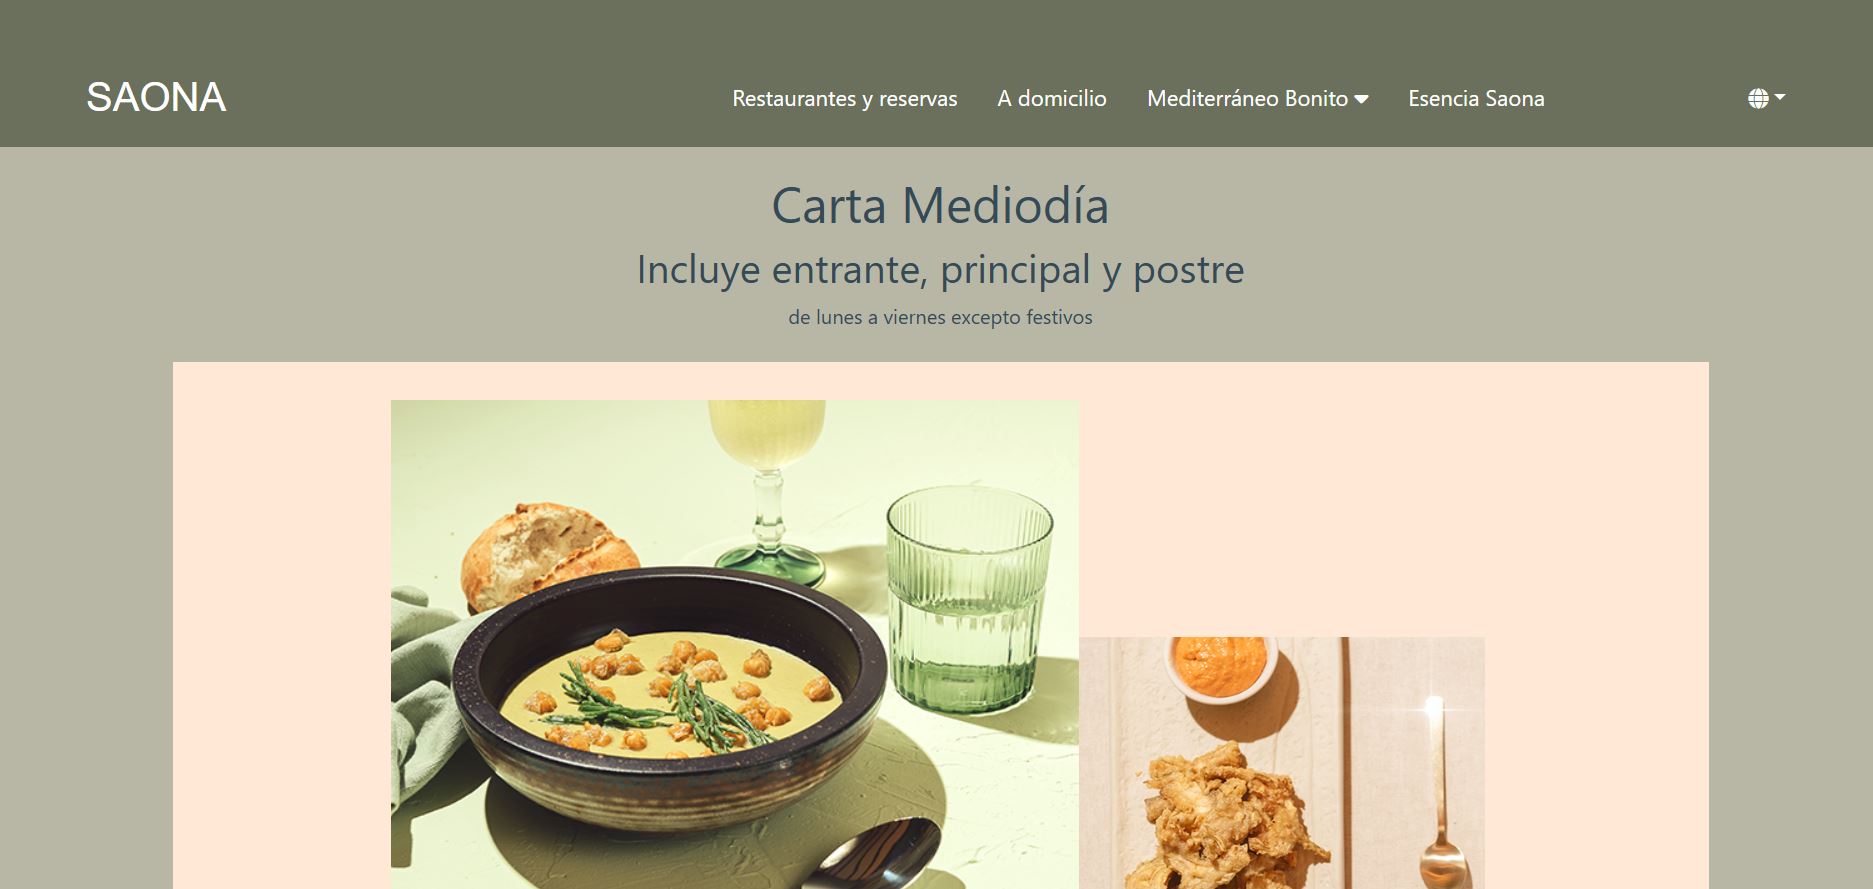 SAONA
Restaurantes y reservas
A domicilio
Mediterráneo Bonito
Esencia Saona
Carta Mediodía
Incluye entrante, principal y postre
de lunes a viernes excepto festivos